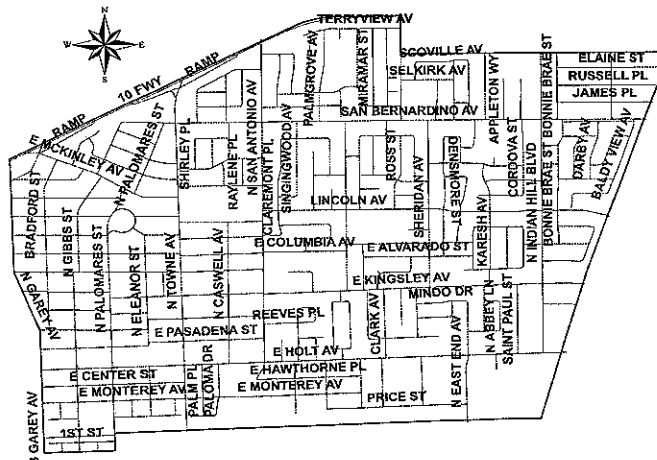 TERRYVIEW AV
N
W
E
S
SCOVILLE AV
ELAINE ST
SELKIRK AV
RUSSELL PL
JAMES PL
RAMP
10 FWY
RAMP
PALMGROVE AV
MIRAMAR ST
APPLETON WY
BONNIE BRAE ST
SAN BERNARDINO AV
E MCKINLEY AV
N PALOMARES ST
SHIRLEY PL
RAYLENE PL
N SAN ANTONIO AV
CLAIREMONT PL
SINGINGWOOD AV
ROSS ST
SHERIDAN AV
DENSMORE ST
CORDOVA ST
N INDIAN HILL BLVD
BONNIE BRAE ST
DARBY AV
BALDY VIEW AV
LINCOLN AV
BRADFORD ST
N GIBBS ST
N PALOMARES ST
N ELEANOR ST
N TOWNE AV
N CASWELL AV
E COLUMBIA AV
E ALVARADO ST
KARESH AV
E KINGSLEY AV
MINDO DR
N GAREY AV
REEVES PL
E PASADENA ST
CLARK AV
N EAST END AV
N ABBEY LN
SAINT PAUL ST
E HOLT AV
E CENTER ST
E HAWTHORNE PL
E MONTEREY AV
E MONTEREY AV
PALM PL
PALOMA DR
PRICE ST
1ST ST
S GAREY AV